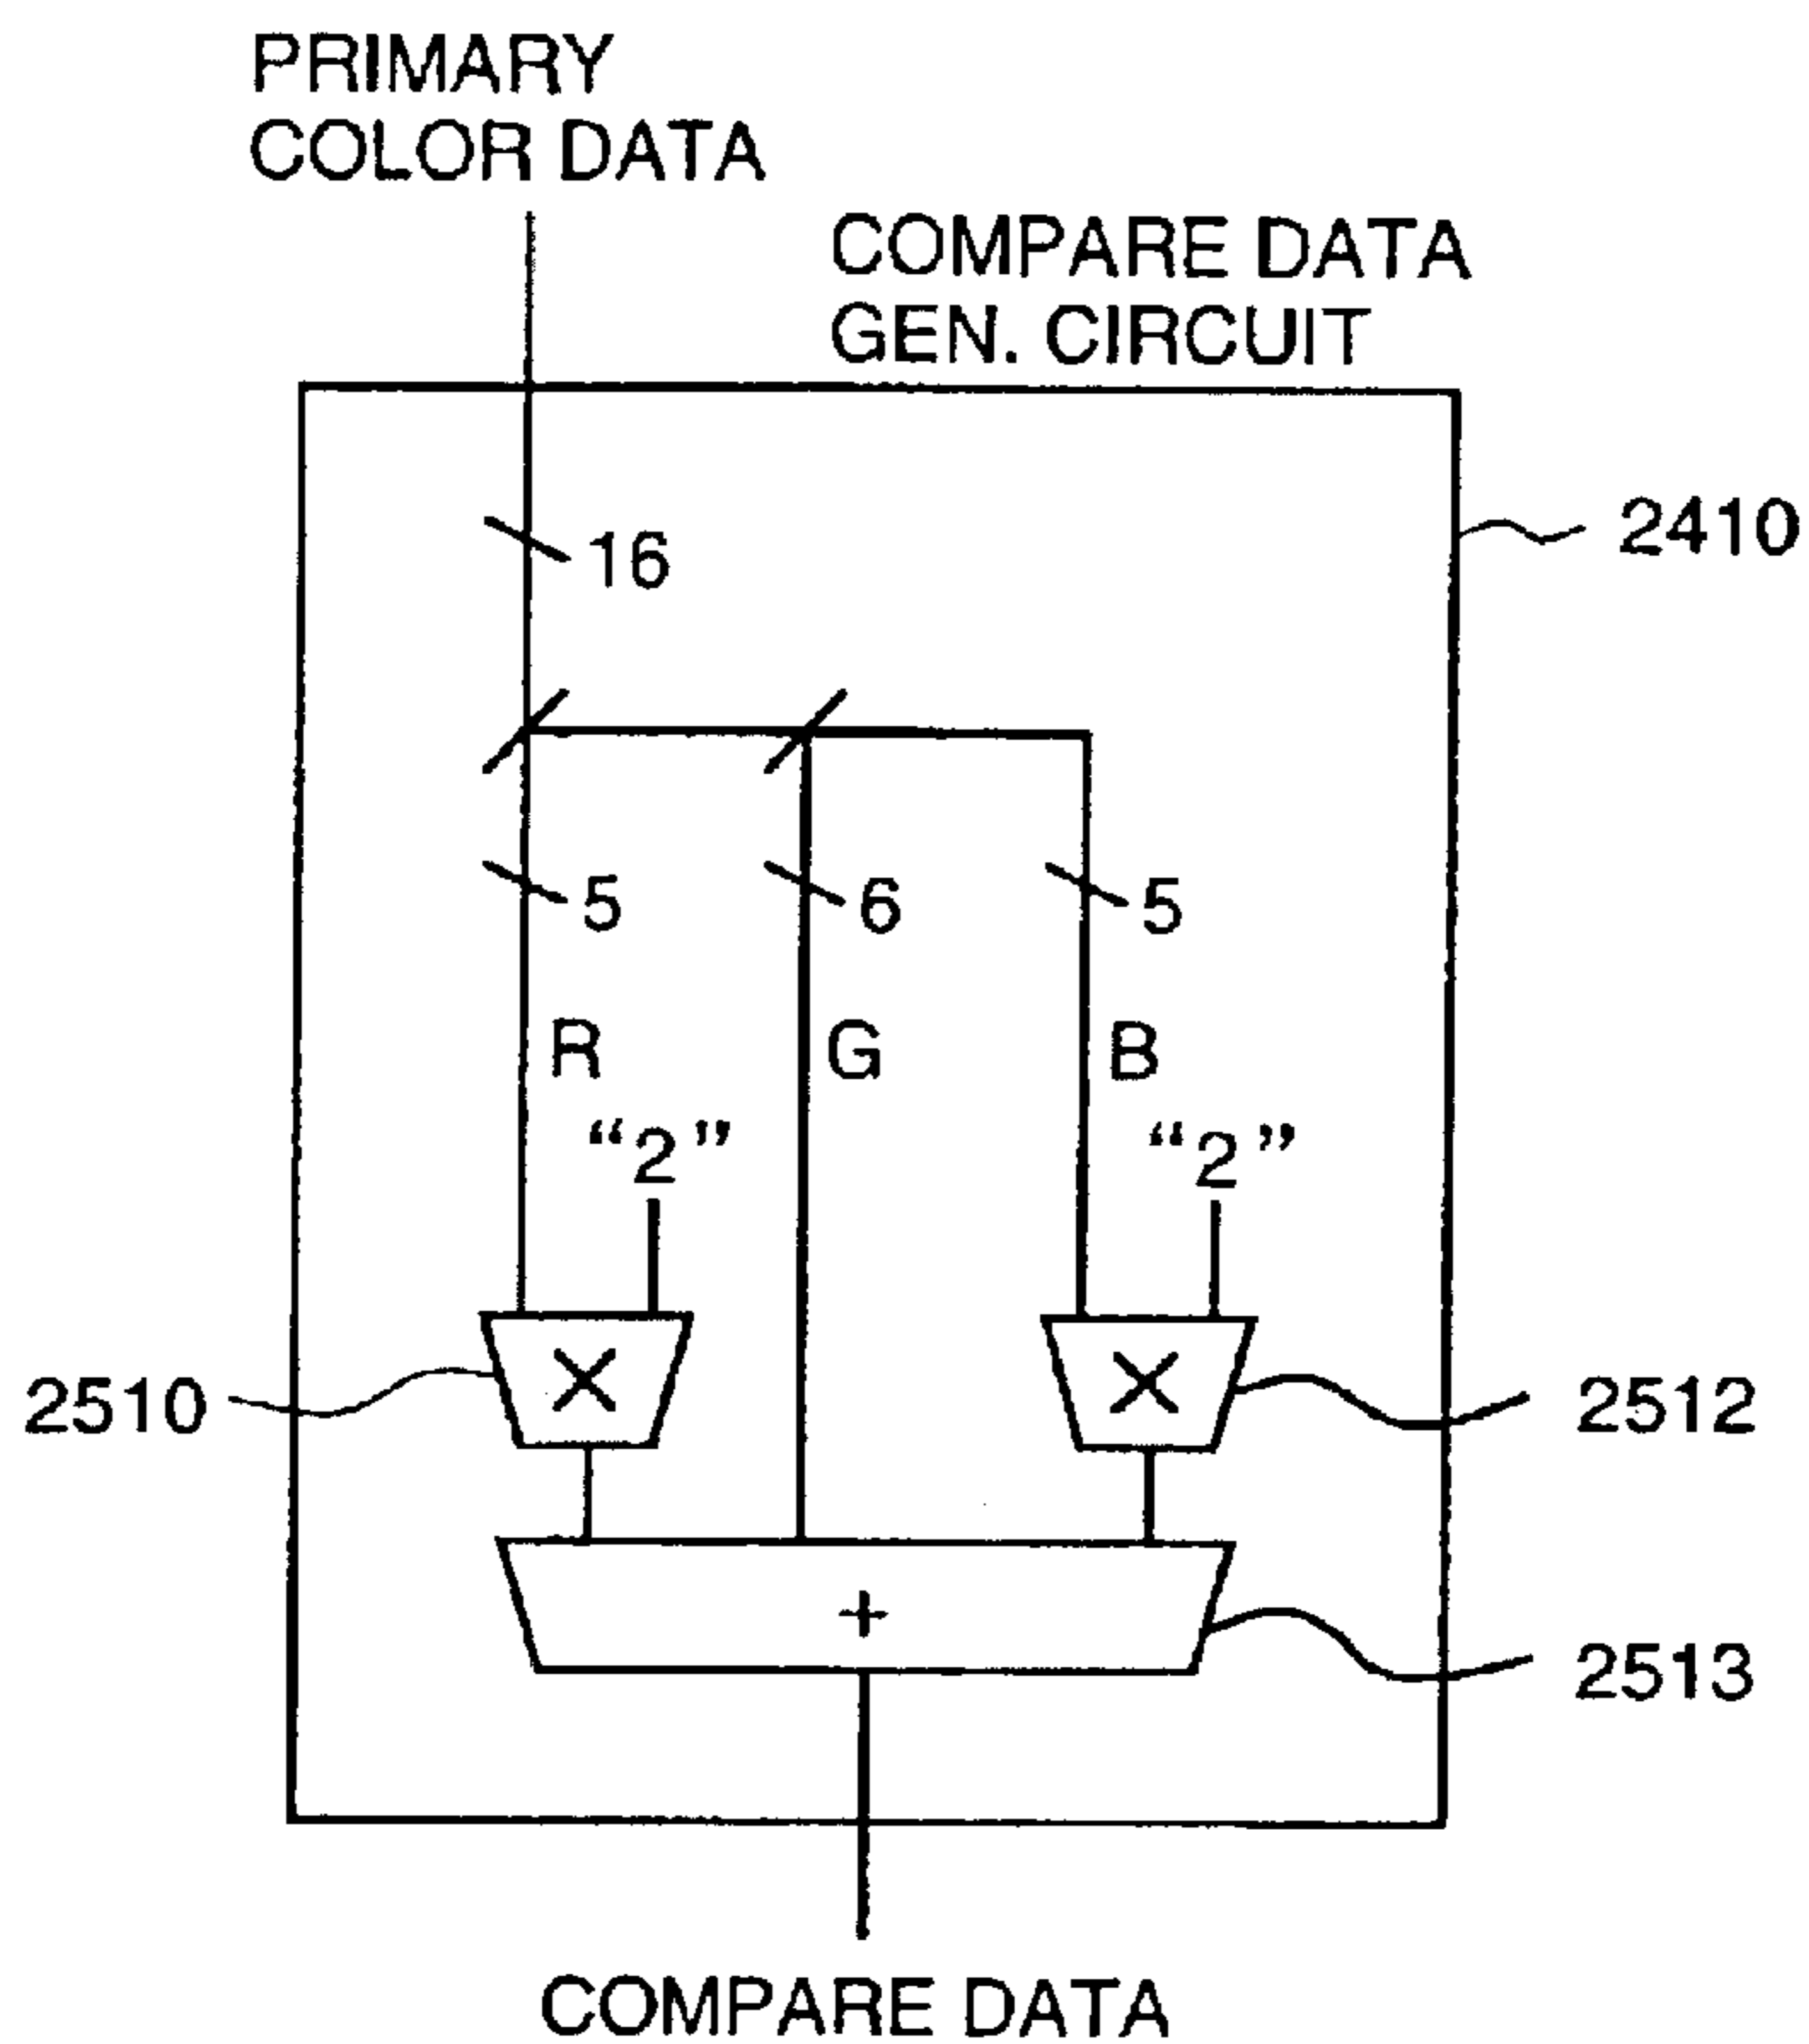 PRIMARY
COLOR DATA
COMPARE DATA
GEN. CIRCUIT
2410
16
5
6
5
R
G
B
“2”
“2”
X
X
2510
2512
+
2513
COMPARE DATA